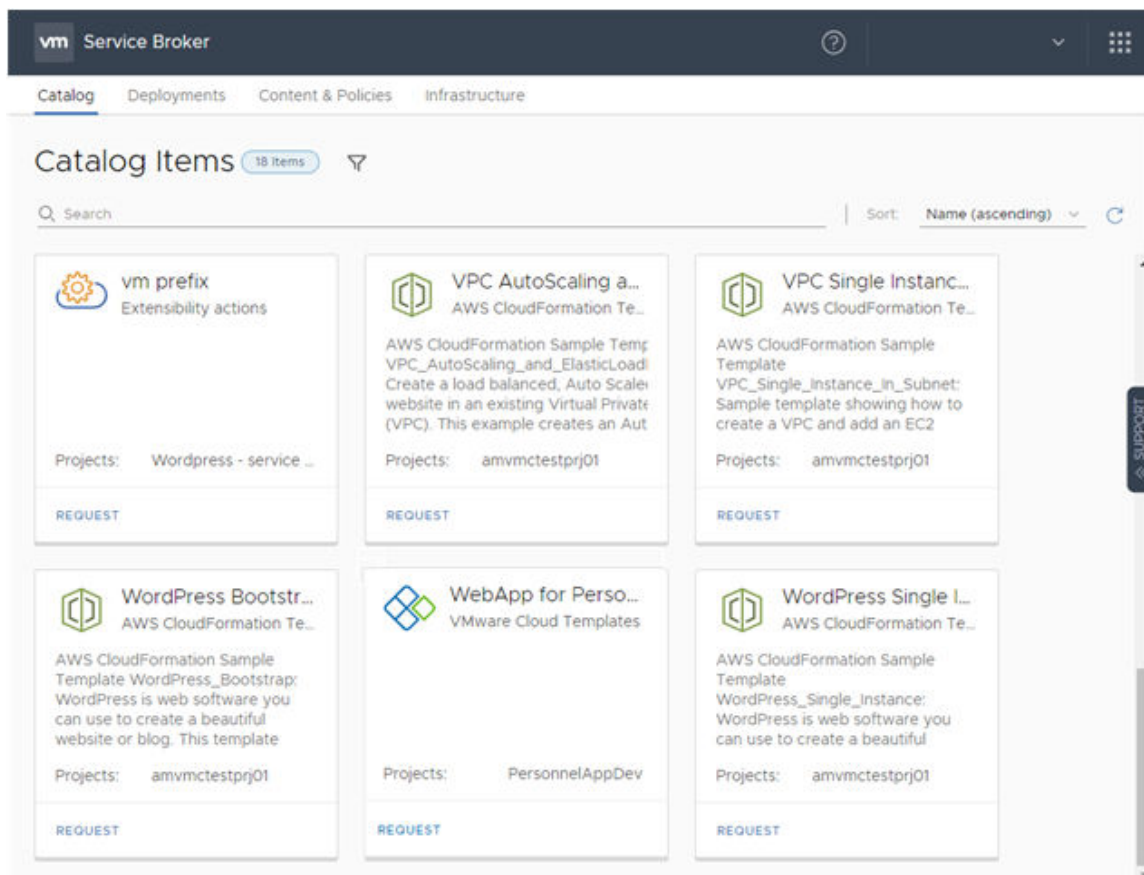 vm Service Broker
Catalog Deployments Content & Policies Infrastructure
Catalog Items 18 items
Search Sort: Name (ascending)
vm prefix
Extensibility actions
Projects: Wordpress - service ...
REQUEST
VPC AutoScaling a...
AWS CloudFormation Te...
AWS CloudFormation Sample Temp
VPC_AutoScaling_and_ElasticLoadI
Create a load balanced, Auto Scale
website in an existing Virtual Private
(VPC). This example creates an Aut
Projects: amvmctestprj01
REQUEST
VPC Single Instanc...
AWS CloudFormation Te...
AWS CloudFormation Sample
Template
VPC_Single_Instance_In_Subnet:
Sample template showing how to
create a VPC and add an EC2
Projects: amvmctestprj01
REQUEST
SUPPORT
WordPress Bootstr...
AWS CloudFormation Te...
AWS CloudFormation Sample
Template WordPress_Bootstrap:
WordPress is web software you
can use to create a beautiful
website or blog. This template
Projects: amvmctestprj01
REQUEST
WebApp for Perso...
VMware Cloud Templates
Projects: PersonnelAppDev
REQUEST
WordPress Single I...
AWS CloudFormation Te...
AWS CloudFormation Sample
Template
WordPress_Single_Instance:
WordPress is web software you
can use to create a beautiful
Projects: amvmctestprj01
REQUEST